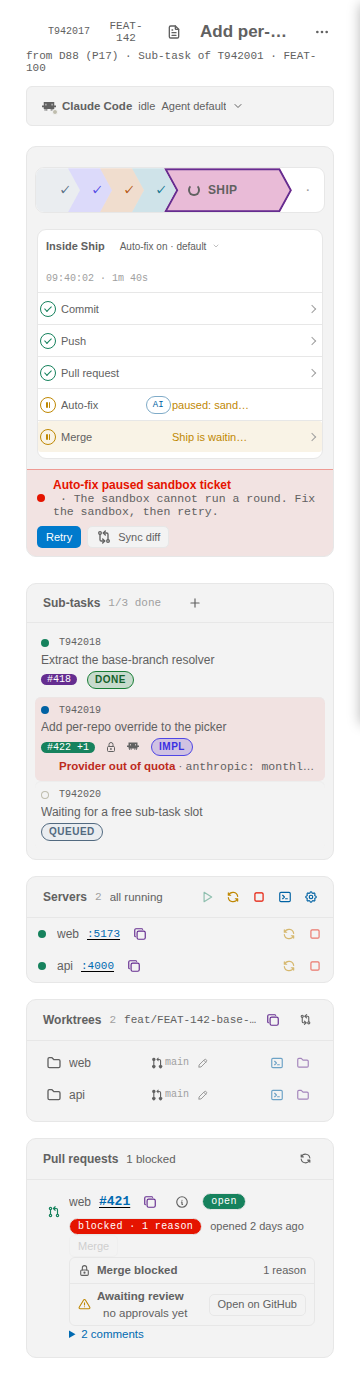 T942017 FEAT-142 Add per-…
from D88 (P17) · Sub-task of T942001 · FEAT-
100
Claude Code idle Agent default
SHIP
Inside Ship Auto-fix on · default
09:40:02 · 1m 40s
Commit
Push
Pull request
Auto-fix AI paused: sand…
Merge Ship is waitin…
Auto-fix paused sandbox ticket
· The sandbox cannot run a round. Fix
the sandbox, then retry.
Retry Sync diff
Sub-tasks 1/3 done
T942018
Extract the base-branch resolver
#418 DONE
T942019
Add per-repo override to the picker
#422 +1 IMPL
Provider out of quota · anthropic: monthl…
T942020
Waiting for a free sub-task slot
QUEUED
Servers 2 all running
web :5173
api :4000
Worktrees 2 feat/FEAT-142-base-…
web main
api main
Pull requests 1 blocked
web #421 open
blocked · 1 reason opened 2 days ago
Merge
Merge blocked 1 reason
Awaiting review
no approvals yet Open on GitHub
2 comments